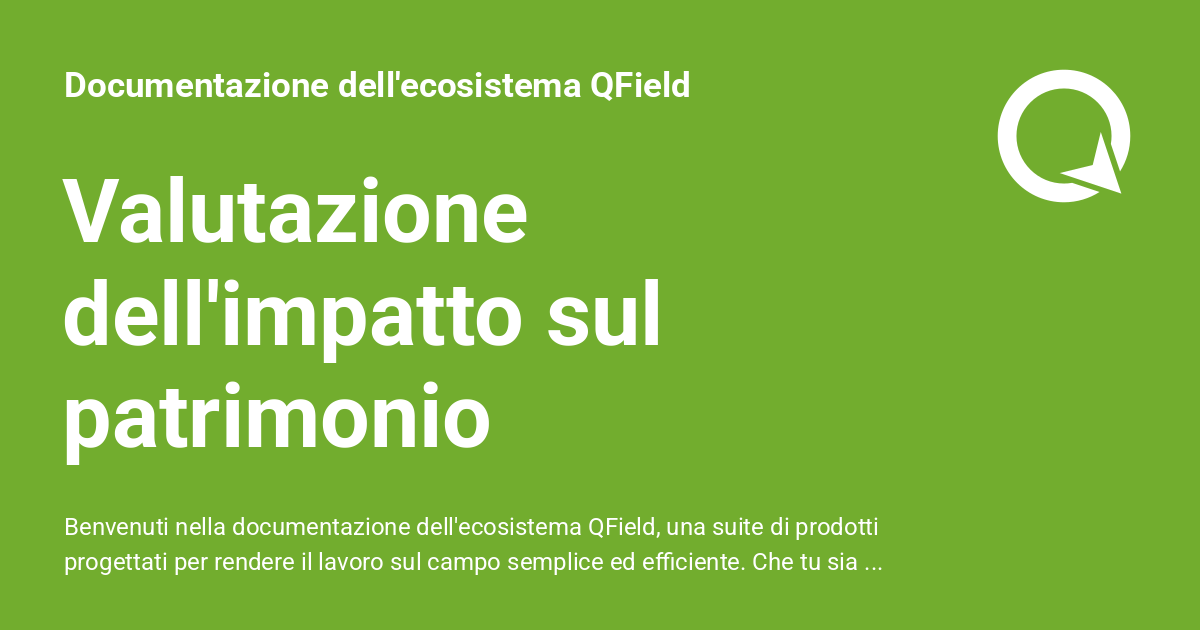 Documentazione dell'ecosistema QField
Valutazione
dell'impatto sul
patrimonio
Benvenuti nella documentazione dell'ecosistema QField, una suite di prodotti
progettati per rendere il lavoro sul campo semplice ed efficiente. Che tu sia ...